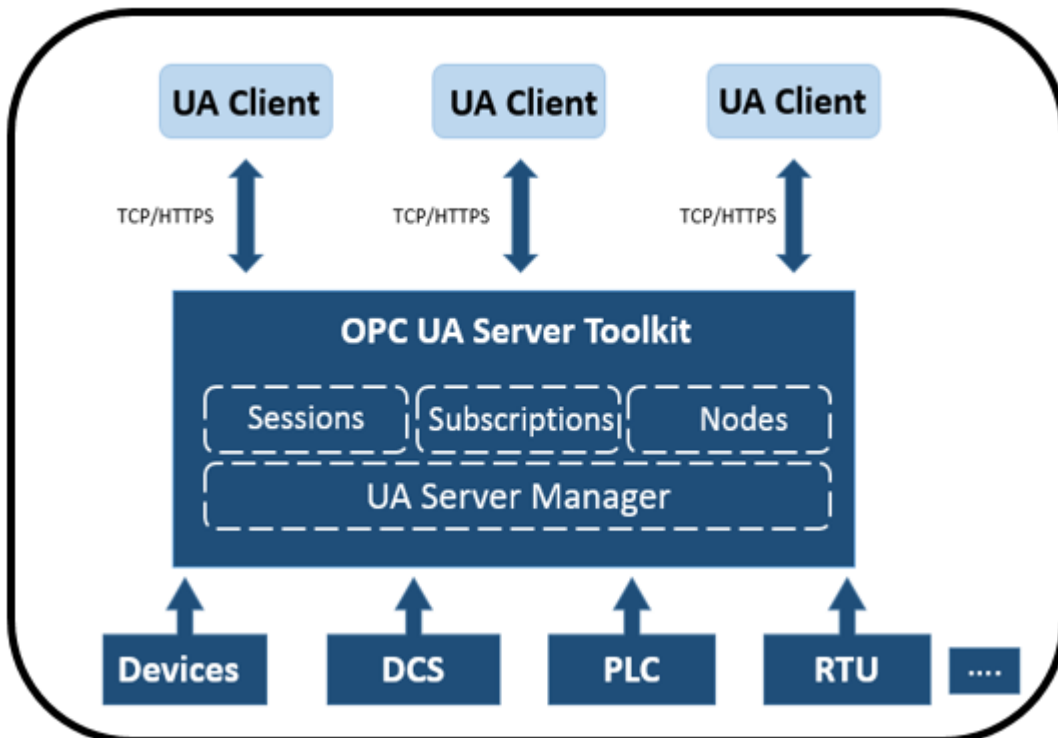 UA Client UA Client UA Client
TCP/HTTPS TCP/HTTPS TCP/HTTPS
OPC UA Server Toolkit
Sessions Subscriptions Nodes
UA Server Manager
Devices DCS PLC RTU ....